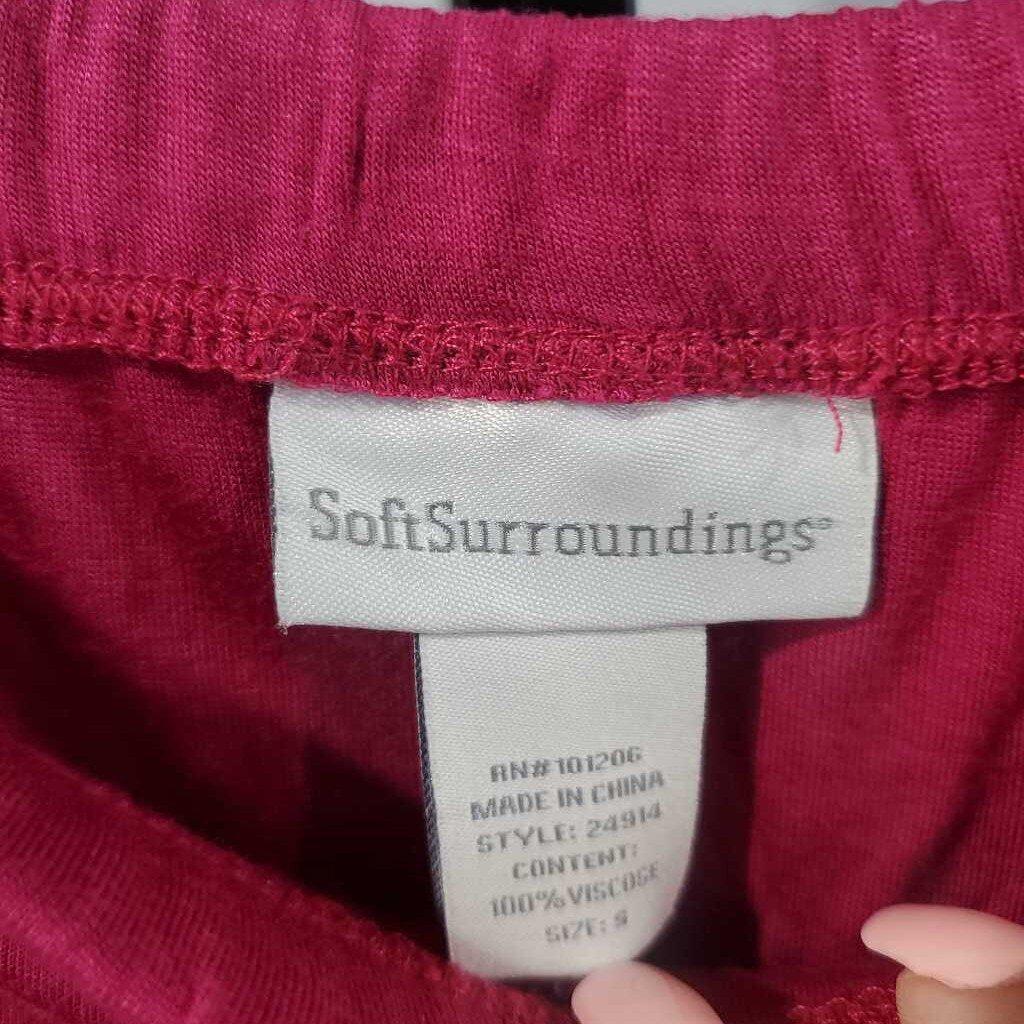 SoftSurroundings®
RN#101206
MADE IN CHINA
STYLE: 24914
CONTENT:
100% VISCOSE
SIZE: S